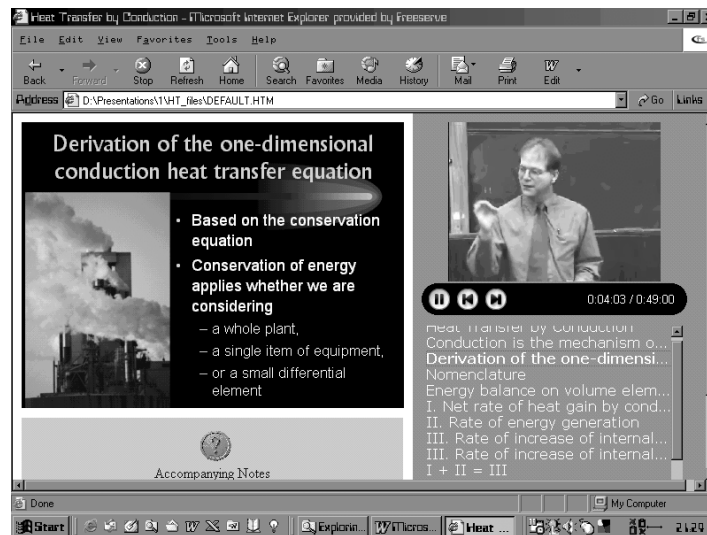 Heat Transfer by Conduction - Microsoft Internet Explorer provided by Freeserve
File Edit View Favorites Tools Help
Back Forward Stop Refresh Home Search Favorites Media History Mail Print Edit
Address D:\Presentations\1\HT_files\DEFAULT.HTM Go Links
Derivation of the one-dimensional
conduction heat transfer equation
• Based on the conservation
equation
• Conservation of energy
applies whether we are
considering
– a whole plant,
– a single item of equipment,
– or a small differential
element
Accompanying Notes
0:04:03 / 0:49:00
Heat Transfer by Conduction
Conduction is the mechanism o...
Derivation of the one-dimensi...
Nomenclature
Energy balance on volume elem...
I. Net rate of heat gain by cond...
II. Rate of energy generation
III. Rate of increase of internal...
III. Rate of increase of internal...
I + II = III
Done My Computer
Start Explorin... Micros... Heat ... 21:29